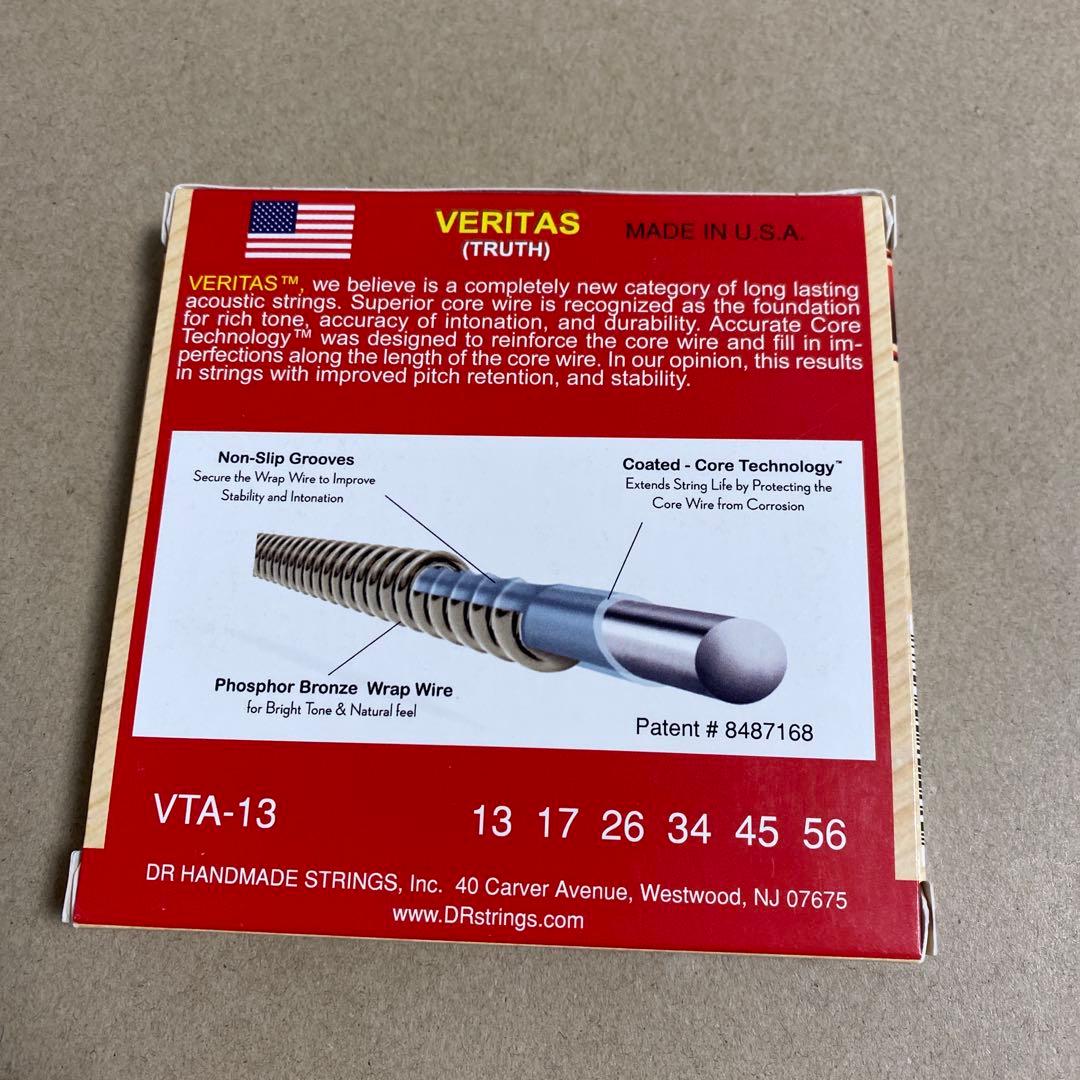 VERITAS
(TRUTH)
MADE IN U.S.A.
VERITAS™, we believe is a completely new category of long lasting
acoustic strings. Superior core wire is recognized as the foundation
for rich tone, accuracy of intonation, and durability. Accurate Core
Technology™ was designed to reinforce the core wire and fill in im-
perfections along the length of the core wire. In our opinion, this results
in strings with improved pitch retention, and stability.
Non-Slip Grooves
Secure the Wrap Wire to Improve
Stability and Intonation
Coated - Core Technology™
Extends String Life by Protecting the
Core Wire from Corrosion
Phosphor Bronze Wrap Wire
for Bright Tone & Natural feel
Patent # 8487168
VTA-13
13 17 26 34 45 56
DR HANDMADE STRINGS, Inc. 40 Carver Avenue, Westwood, NJ 07675
www.DRstrings.com